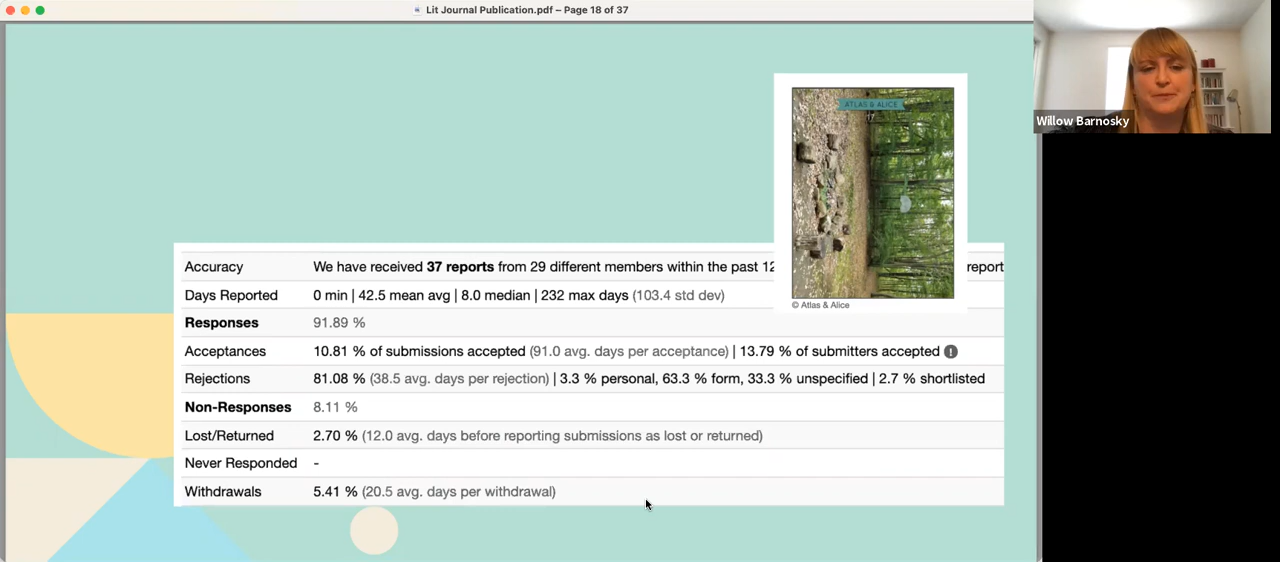 Lit Journal Publication.pdf – Page 18 of 37
Willow Barnosky
ATLAS & ALICE
17
© Atlas & Alice
Accuracy We have received 37 reports from 29 different members within the past 12 report
Days Reported 0 min | 42.5 mean avg | 8.0 median | 232 max days (103.4 std dev)
Responses 91.89 %
Acceptances 10.81 % of submissions accepted (91.0 avg. days per acceptance) | 13.79 % of submitters accepted !
Rejections 81.08 % (38.5 avg. days per rejection) | 3.3 % personal, 63.3 % form, 33.3 % unspecified | 2.7 % shortlisted
Non-Responses 8.11 %
Lost/Returned 2.70 % (12.0 avg. days before reporting submissions as lost or returned)
Never Responded -
Withdrawals 5.41 % (20.5 avg. days per withdrawal)